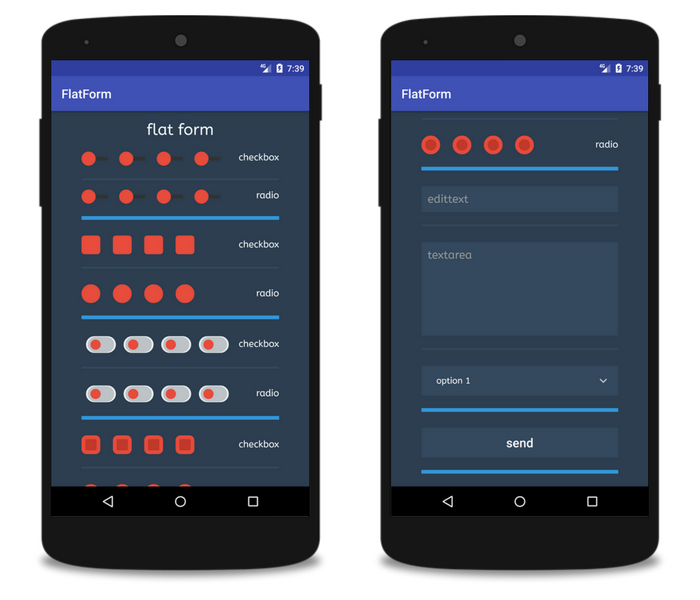 4G 7:39
FlatForm
flat form
checkbox
radio
checkbox
radio
checkbox
radio
checkbox
4G 7:39
FlatForm
radio
edittext
textarea
option 1
send